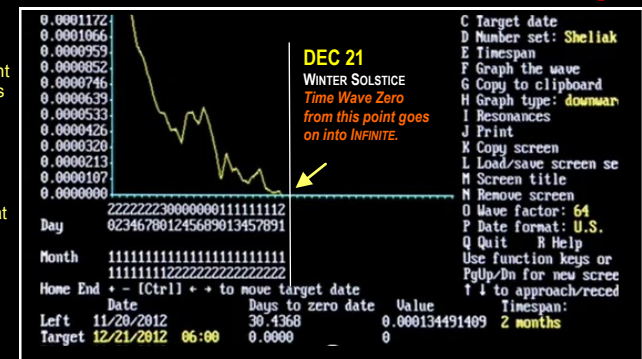 0.0001172
0.0001066
0.0000959
0.0000852
0.0000746
0.0000639
0.0000533
0.0000426
0.0000320
0.0000213
0.0000107
0.0000000
DEC 21
WINTER SOLSTICE
Time Wave Zero
from this point goes
on into INFINITE.
C Target date
D Number set: Sheliak
E Timespan
F Graph the wave
G Copy to clipboard
H Graph type: downwar
I Resonances
J Print
K Copy screen
L Load/save screen se
M Screen title
N Remove screen
O Wave factor: 64
P Date format: U.S.
Q Quit R Help
Use function keys or
PgUp/Dn for new scree
↑ ↓ to approach/reced
222222230000000111111112
Day 023467801245689013457891
Month 111111111111111111111111
111111112222222222222222
Home End + - [Ctrl] ← → to move target date
Date Days to zero date Value Timespan:
Left 11/20/2012 30.4368 0.000134491409 2 months
Target 12/21/2012 06:00 0.0000 0